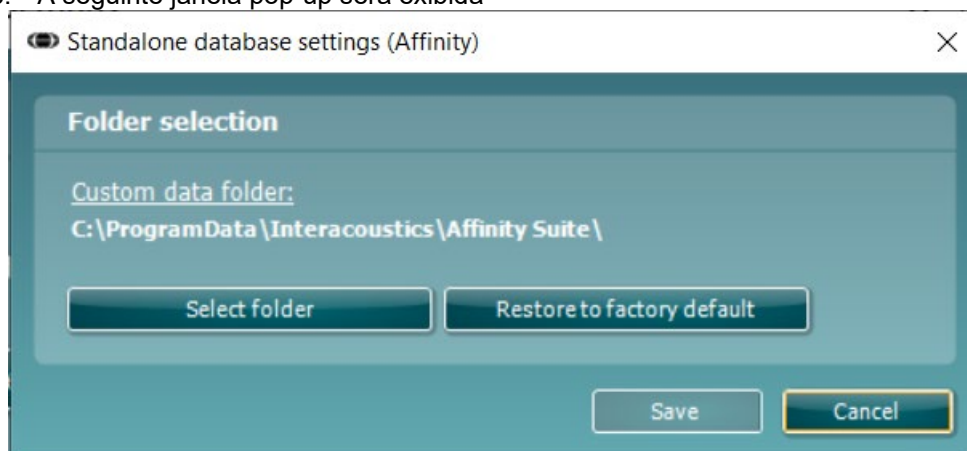 A seguinte janela pop-up será exibida
Standalone database settings (Affinity)
Folder selection
Custom data folder:
C:\ProgramData\Interacoustics\Affinity Suite\
Select folder
Restore to factory default
Save
Cancel